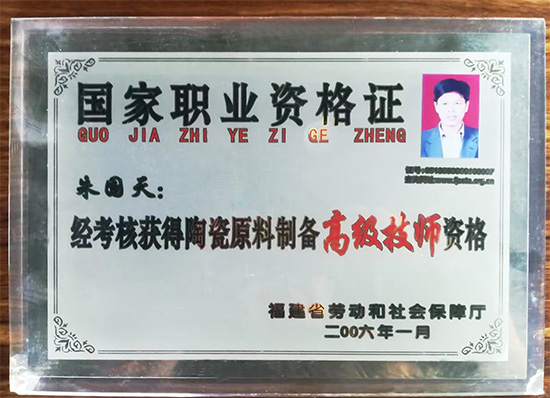 国家职业资格证
GUO JIA ZHI YE ZI GE ZHENG
朱国天：
经考核获得陶瓷原料制备高级技师资格
福建省劳动和社会保障厅
二00六年一月